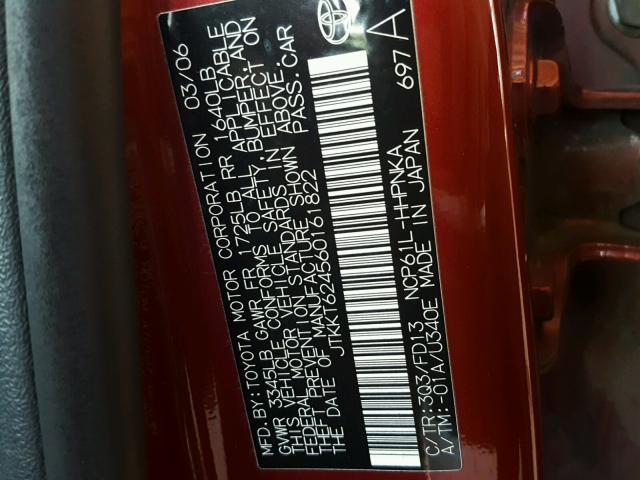 MFD. BY: TOYOTA MOTOR CORPORATION 03/06
GVWR 3345LB GAWR FR 1725LB RR 1640LB
THIS VEHICLE CONFORMS TO ALL APPLICABLE
FEDERAL MOTOR VEHICLE SAFETY, BUMPER, AND
THEFT PREVENTION STANDARDS IN EFFECT ON
THE DATE OF MANUFACTURE SHOWN ABOVE.
JTKKT624560161822 PASS. CAR
C/TR: 3Q3/FD13 NCP61L-HHPNKA 697A
A/TM: -01A/U340E MADE IN JAPAN